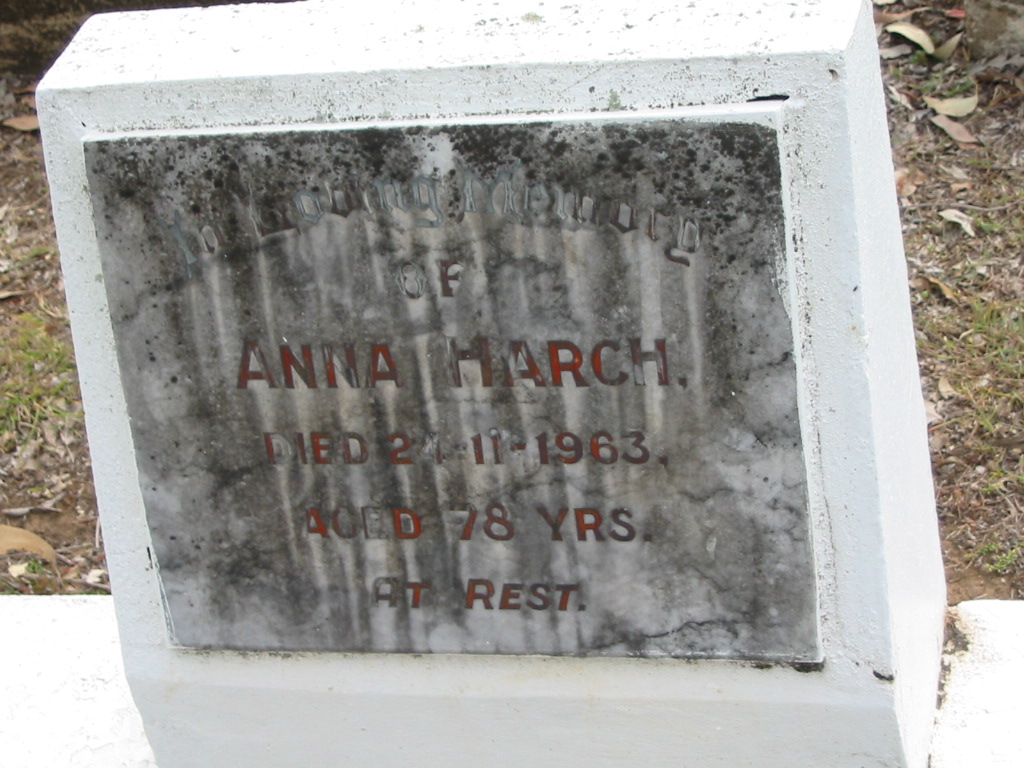 In Loving Memory
OF
ANNA HARCH.
DIED 24-11-1963.
AGED 78 YRS.
AT REST.